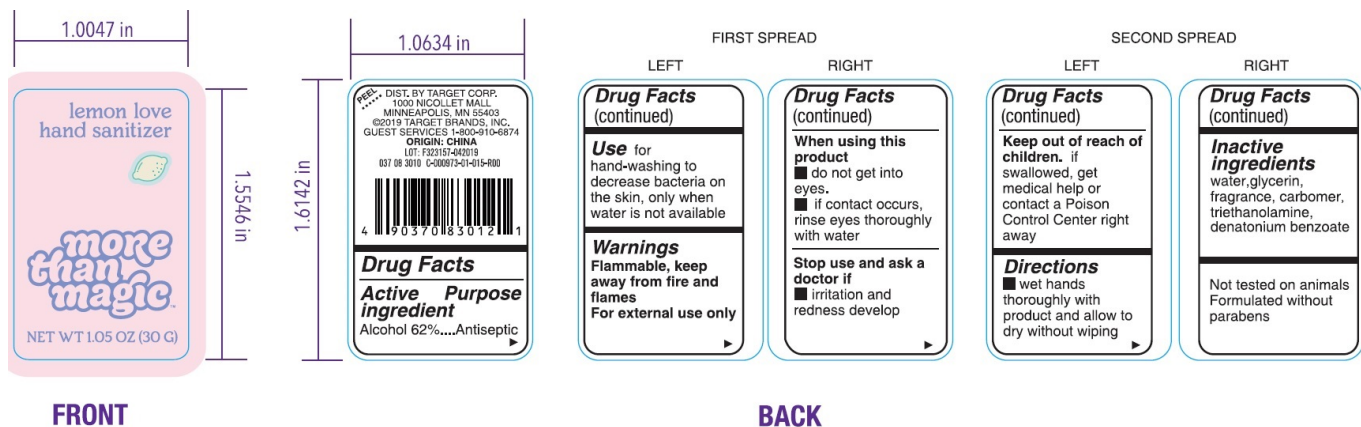 1.0047 in
lemon love
hand sanitizer
more
than
magic™
NET WT 1.05 OZ (30 G)
1.5546 in
FRONT
1.0634 in
1.6142 in
PEEL
DIST. BY TARGET CORP.
1000 NICOLLET MALL
MINNEAPOLIS, MN 55403
©2019 TARGET BRANDS, INC.
GUEST SERVICES 1-800-910-6874
ORIGIN: CHINA
LOT: F323157-042019
037 08 3010 C-000973-01-015-R00
4 90370 83012 1
Drug Facts
Active Purpose
ingredient
Alcohol 62%....Antiseptic
FIRST SPREAD
LEFT
Drug Facts
(continued)
Use for
hand-washing to
decrease bacteria on
the skin, only when
water is not available
Warnings
Flammable, keep
away from fire and
flames
For external use only
RIGHT
Drug Facts
(continued)
When using this
product
■ do not get into
eyes.
■ if contact occurs,
rinse eyes thoroughly
with water
Stop use and ask a
doctor if
■ irritation and
redness develop
SECOND SPREAD
LEFT
Drug Facts
(continued)
Keep out of reach of
children. if
swallowed, get
medical help or
contact a Poison
Control Center right
away
Directions
■ wet hands
thoroughly with
product and allow to
dry without wiping
RIGHT
Drug Facts
(continued)
Inactive
ingredients
water,glycerin,
fragrance, carbomer,
triethanolamine,
denatonium benzoate
Not tested on animals
Formulated without
parabens
BACK